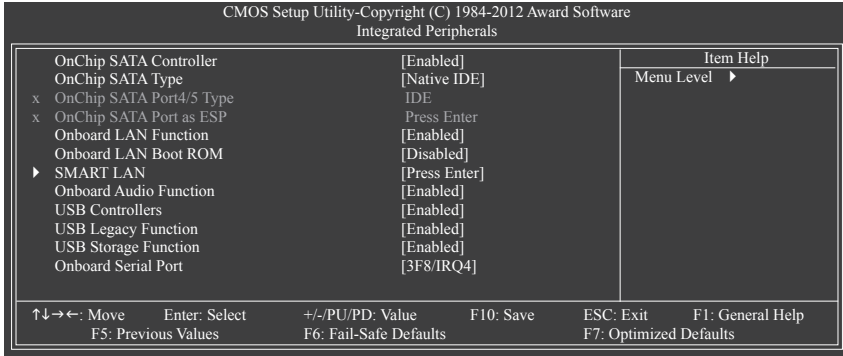 CMOS Setup Utility-Copyright (C) 1984-2012 Award Software
Integrated Peripherals
OnChip SATA Controller [Enabled]
OnChip SATA Type [Native IDE]
x OnChip SATA Port4/5 Type IDE
x OnChip SATA Port as ESP Press Enter
Onboard LAN Function [Enabled]
Onboard LAN Boot ROM [Disabled]
SMART LAN [Press Enter]
Onboard Audio Function [Enabled]
USB Controllers [Enabled]
USB Legacy Function [Enabled]
USB Storage Function [Enabled]
Onboard Serial Port [3F8/IRQ4]
Item Help
Menu Level
↑↓→←: Move Enter: Select +/-/PU/PD: Value F10: Save ESC: Exit F1: General Help
F5: Previous Values F6: Fail-Safe Defaults F7: Optimized Defaults